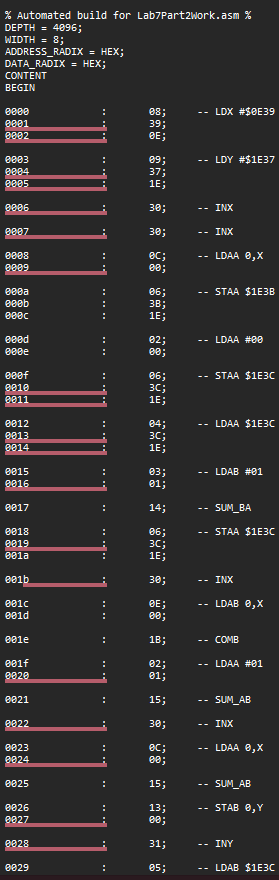 % Automated build for Lab7Part2Work.asm %
DEPTH = 4096;
WIDTH = 8;
ADDRESS_RADIX = HEX;
DATA_RADIX = HEX;
CONTENT
BEGIN
0000 : 08; -- LDX #$0E39
0001 : 39;
0002 : 0E;
0003 : 09; -- LDY #$1E37
0004 : 37;
0005 : 1E;
0006 : 30; -- INX
0007 : 30; -- INX
0008 : 0C; -- LDAA 0,X
0009 : 00;
000a : 06; -- STAA $1E3B
000b : 3B;
000c : 1E;
000d : 02; -- LDAA #00
000e : 00;
000f : 06; -- STAA $1E3C
0010 : 3C;
0011 : 1E;
0012 : 04; -- LDAA $1E3C
0013 : 3C;
0014 : 1E;
0015 : 03; -- LDAB #01
0016 : 01;
0017 : 14; -- SUM_BA
0018 : 06; -- STAA $1E3C
0019 : 3C;
001a : 1E;
001b : 30; -- INX
001c : 0E; -- LDAB 0,X
001d : 00;
001e : 1B; -- COMB
001f : 02; -- LDAA #01
0020 : 01;
0021 : 15; -- SUM_AB
0022 : 30; -- INX
0023 : 0C; -- LDAA 0,X
0024 : 00;
0025 : 15; -- SUM_AB
0026 : 13; -- STAB 0,Y
0027 : 00;
0028 : 31; -- INY
0029 : 05; -- LDAB $1E3C